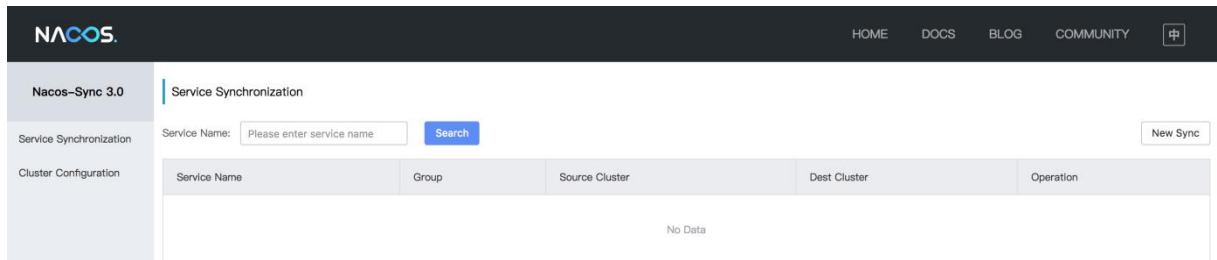 NACOS. HOME DOCS BLOG COMMUNITY 中
Nacos-Sync 3.0
Service Synchronization
Cluster Configuration
Service Synchronization
Service Name: Please enter service name Search New Sync
Service Name Group Source Cluster Dest Cluster Operation
No Data